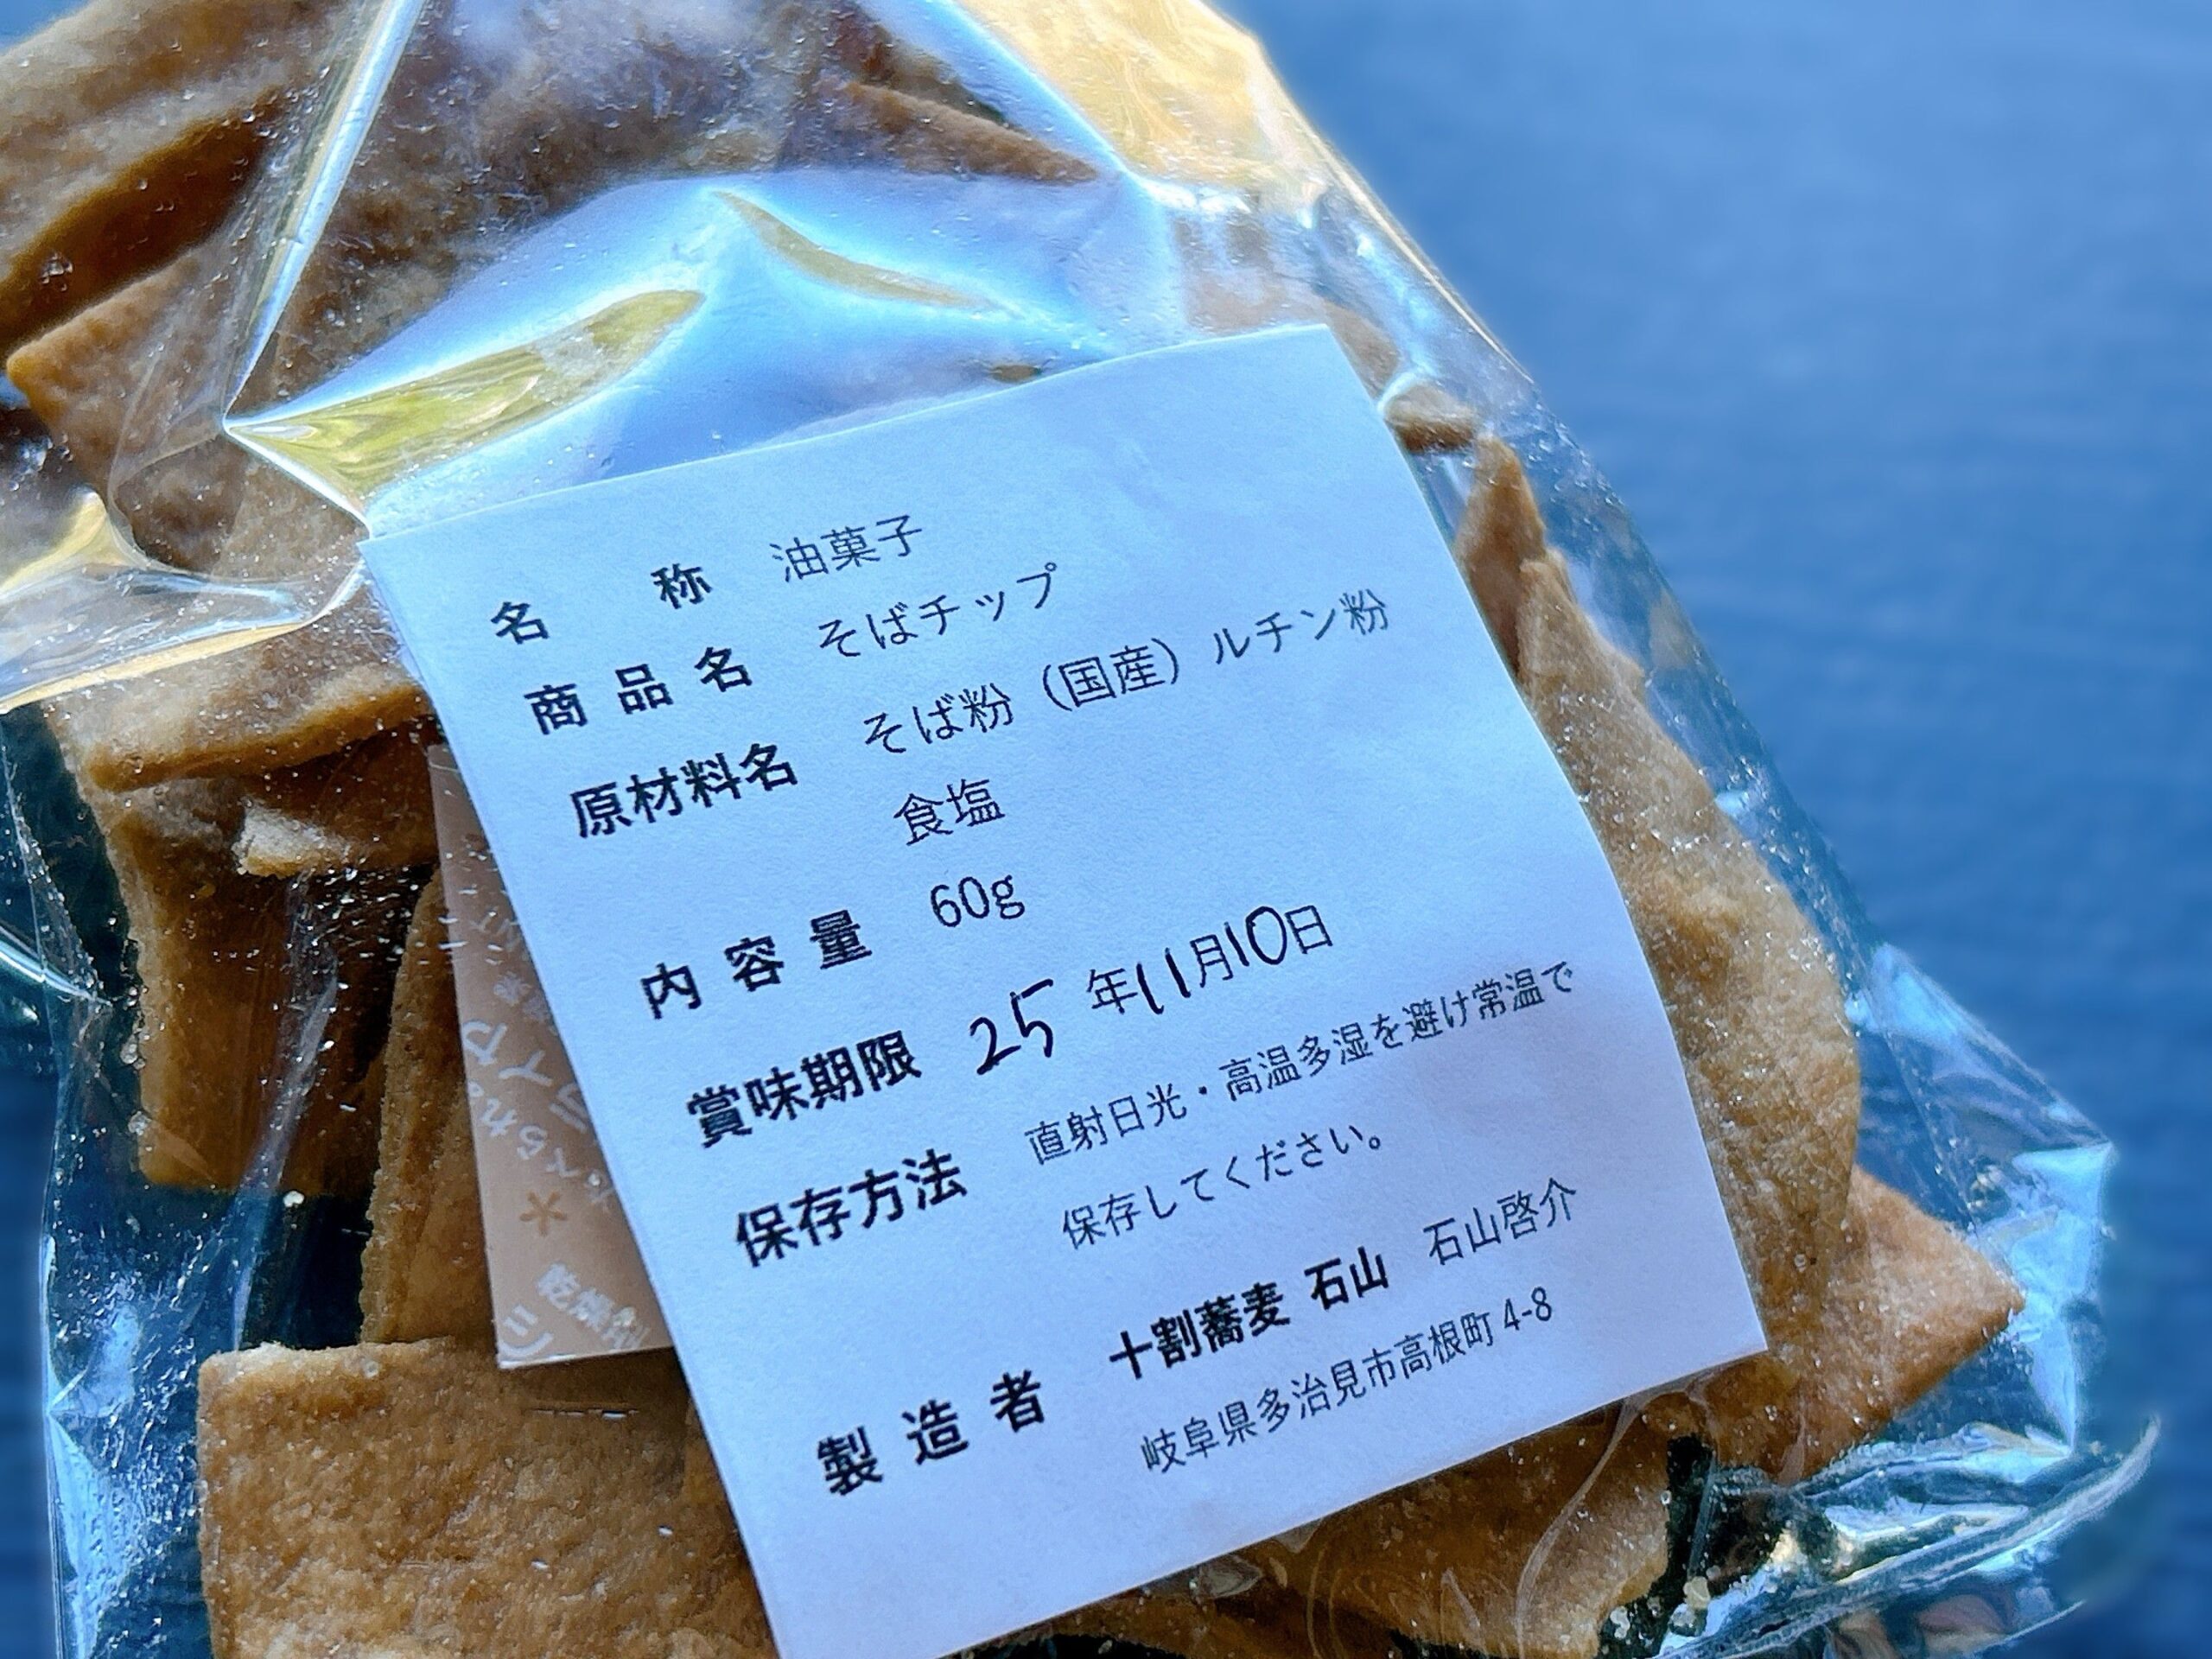 名称 油菓子
商品名 そばチップ
原材料名 そば粉（国産）ルチン粉
食塩
内容量 60g
賞味期限 25年11月10日
保存方法 直射日光・高温多湿を避け常温で
保存してください。
製造者 十割蕎麦 石山 石山啓介
岐阜県多治見市高根町 4-8
乾燥剤